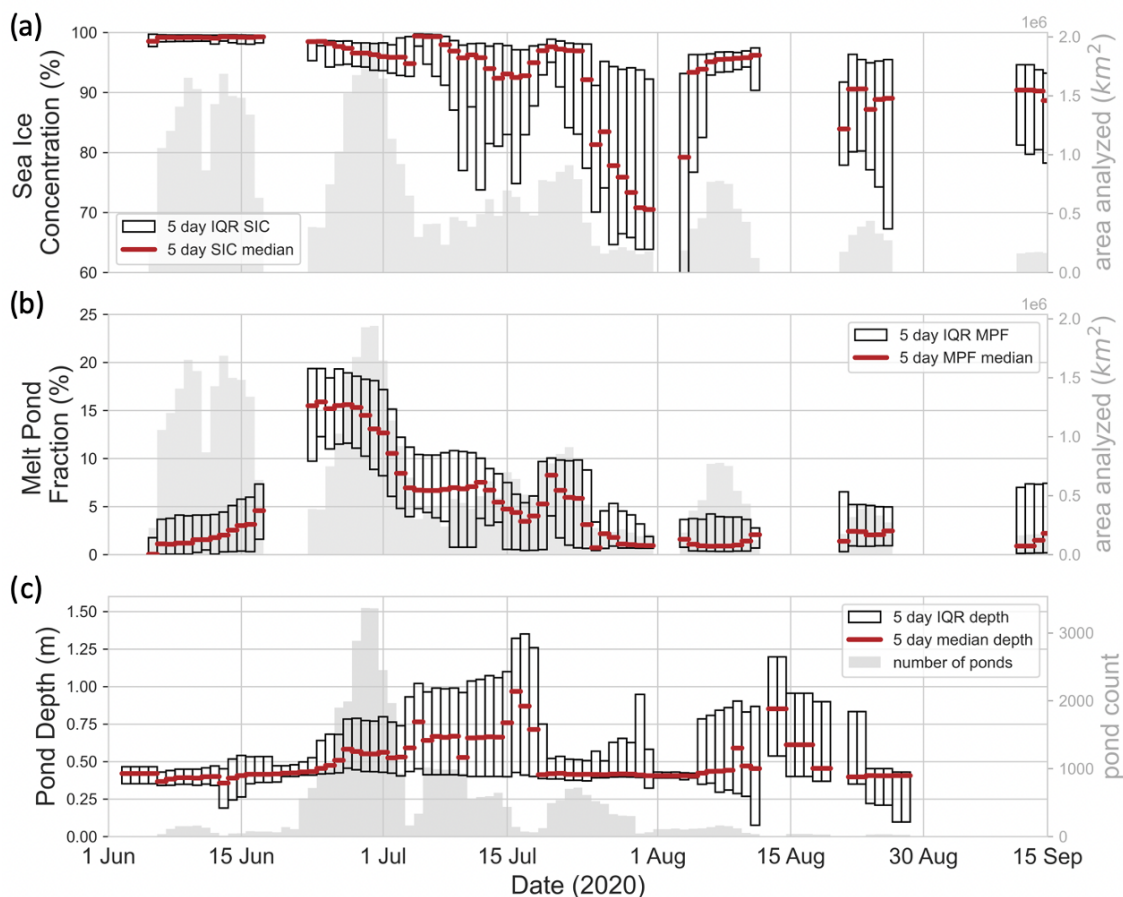 (a)
100
90
80
70
60
Sea Ice
Concentration (%)
5 day IQR SIC
5 day SIC median
1e6
2.0
1.5
1.0
0.5
0.0
area analyzed (km²)
(b)
25
20
15
10
5
0
Melt Pond
Fraction (%)
5 day IQR MPF
5 day MPF median
1e6
2.0
1.5
1.0
0.5
0.0
area analyzed (km²)
(c)
1.50
1.25
1.00
0.75
0.50
0.25
0.00
Pond Depth (m)
5 day IQR depth
5 day median depth
number of ponds
3000
2000
1000
0
pond count
1 Jun
15 Jun
1 Jul
15 Jul
1 Aug
15 Aug
30 Aug
15 Sep
Date (2020)